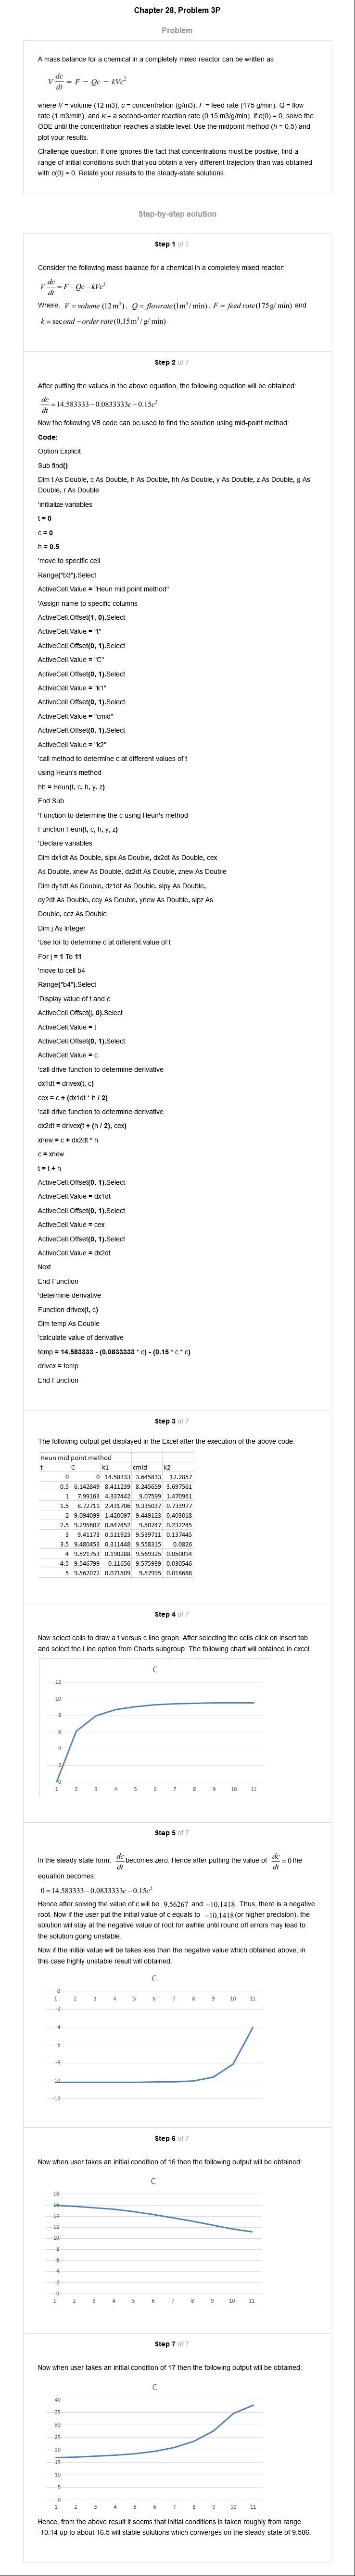 Chapter 28, Problem 3P
Problem
A mass balance for a chemical in a completely mixed reactor can be written as
V dc/dt = F − Qc − kVc²
where V = volume (12 m3), c = concentration (g/m3), F = feed rate (175 g/min), Q = flow
rate (1 m3/min), and k = a second-order reaction rate (0.15 m3/g/min). If c(0) = 0, solve the
ODE until the concentration reaches a stable level. Use the midpoint method (h = 0.5) and
plot your results.
Challenge question: If one ignores the fact that concentrations must be positive, find a
range of initial conditions such that you obtain a very different trajectory than was obtained
with c(0) = 0. Relate your results to the steady-state solutions.
Step-by-step solution
Step 1 of 7
Consider the following mass balance for a chemical in a completely mixed reactor:
V dc/dt = F − Qc − kVc²
Where, V = volume (12 m³), Q = flowrate(1m³ / min), F = feed rate(175g/ min) and
k = sec ond − order rate(0.15m³ / g/ min).
Step 2 of 7
After putting the values in the above equation, the following equation will be obtained:
dc/dt = 14.583333 − 0.0833333c − 0.15c²
Now the following VB code can be used to find the solution using mid-point method:
Code:
Option Explicit
Sub find()
Dim t As Double, c As Double, h As Double, hh As Double, y As Double, z As Double, g As
Double, r As Double
'initialize variables
t = 0
c = 0
h = 0.5
'move to specific cell
Range("b3").Select
ActiveCell.Value = "Heun mid point method"
'Assign name to specific columns
ActiveCell.Offset(1, 0).Select
ActiveCell.Value = "t"
ActiveCell.Offset(0, 1).Select
ActiveCell.Value = "C"
ActiveCell.Offset(0, 1).Select
ActiveCell.Value = "k1"
ActiveCell.Offset(0, 1).Select
ActiveCell.Value = "cmid"
ActiveCell.Offset(0, 1).Select
ActiveCell.Value = "k2"
'call method to determine c at different values of t
using Heun's method
hh = Heun(t, c, h, y, z)
End Sub
'Function to determine the c using Heun's method
Function Heun(t, c, h, y, z)
'Declare variables
Dim dx1dt As Double, slpx As Double, dx2dt As Double, cex
As Double, xnew As Double, dz2dt As Double, znew As Double
Dim dy1dt As Double, dz1dt As Double, slpy As Double,
dy2dt As Double, cey As Double, ynew As Double, slpz As
Double, cez As Double
Dim j As Integer
'Use for to determine c at different value of t
For j = 1 To 11
'move to cell b4
Range("b4").Select
'Display value of t and c
ActiveCell.Offset(j, 0).Select
ActiveCell.Value = t
ActiveCell.Offset(0, 1).Select
ActiveCell.Value = c
'call drive function to determine derivative
dx1dt = drivex(t, c)
cex = c + (dx1dt * h / 2)
'call drive function to determine derivative
dx2dt = drivex(t + (h / 2), cex)
xnew = c + dx2dt * h
c = xnew
t = t + h
ActiveCell.Offset(0, 1).Select
ActiveCell.Value = dx1dt
ActiveCell.Offset(0, 1).Select
ActiveCell.Value = cex
ActiveCell.Offset(0, 1).Select
ActiveCell.Value = dx2dt
Next
End Function
'determine derivative
Function drivex(t, c)
Dim temp As Double
'calculate value of derivative
temp = 14.583333 - (0.0833333 * c) - (0.15 * c * c)
drivex = temp
End Function
Step 3 of 7
The following output get displayed in the Excel after the execution of the above code:
Heun mid point method
t C k1 cmid k2
0 0 14.58333 3.645833 12.2857
0.5 6.142849 8.411239 8.245659 3.697561
1 7.99163 4.337442 9.07599 1.470961
1.5 8.72711 2.431706 9.335037 0.733977
2 9.094099 1.420097 9.449123 0.403018
2.5 9.295607 0.847452 9.50747 0.232245
3 9.41173 0.511923 9.539711 0.137445
3.5 9.480453 0.311448 9.558315 0.0826
4 9.521753 0.190288 9.569325 0.050094
4.5 9.546799 0.11656 9.575939 0.030546
5 9.562072 0.071509 9.57995 0.018688
Step 4 of 7
Now select cells to draw a t versus c line graph. After selecting the cells click on Insert tab
and select the Line option from Charts subgroup. The following chart will obtained in excel.
C
12
10
8
6
4
2
0
1 2 3 4 5 6 7 8 9 10 11
Step 5 of 7
In the steady state form, dc/dt becomes zero. Hence after putting the value of dc/dt = 0 the
equation becomes:
0 = 14.583333 − 0.0833333c − 0.15c²
Hence after solving the value of c will be 9.56267 and −10.1418. Thus, there is a negative
root. Now if the user put the initial value of c equals to −10.1418 (or higher precision), the
solution will stay at the negative value of root for awhile until round off errors may lead to
the solution going unstable.
Now if the initial value will be takes less than the negative value which obtained above, in
this case highly unstable result will obtained.
C
0
1 2 3 4 5 6 7 8 9 10 11
-2
-4
-6
-8
-10
-12
Step 6 of 7
Now when user takes an initial condition of 16 then the following output will be obtained:
C
18
16
14
12
10
8
6
4
2
0
1 2 3 4 5 6 7 8 9 10 11
Step 7 of 7
Now when user takes an initial condition of 17 then the following output will be obtained:
C
40
35
30
25
20
15
10
5
0
1 2 3 4 5 6 7 8 9 10 11
Hence, from the above result it seems that initial conditions is taken roughly from range
-10.14 up to about 16.5 will stable solutions which converges on the steady-state of 9.586.